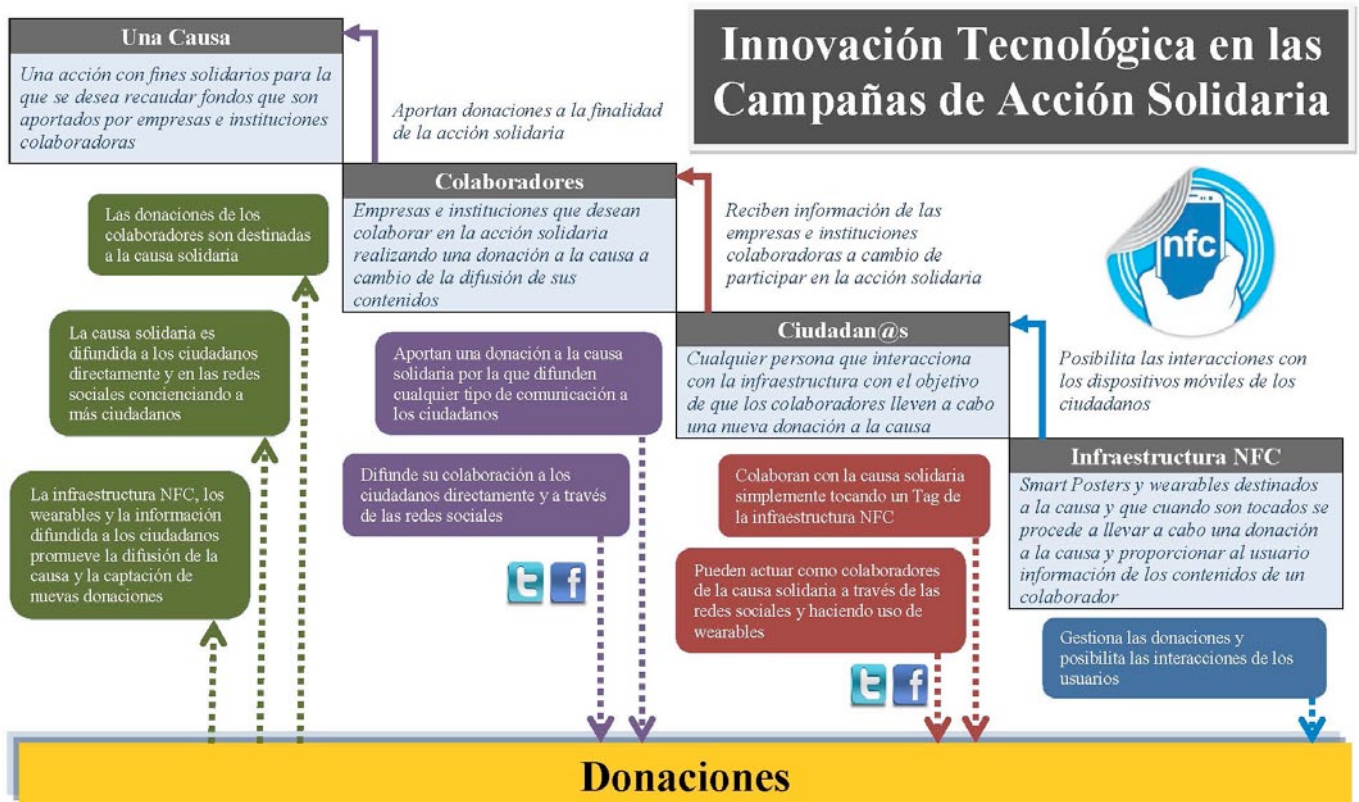 Innovación Tecnológica en las
Campañas de Acción Solidaria
Una Causa
Una acción con fines solidarios para la
que se desea recaudar fondos que son
aportados por empresas e instituciones
colaboradoras
Aportan donaciones a la finalidad
de la acción solidaria
Colaboradores
Empresas e instituciones que desean
colaborar en la acción solidaria
realizando una donación a la causa a
cambio de la difusión de sus
contenidos
Reciben información de las
empresas e instituciones
colaboradoras a cambio de
participar en la acción solidaria
nfc
Ciudadan@s
Cualquier persona que interacciona
con la infraestructura con el objetivo
de que los colaboradores lleven a cabo
una nueva donación a la causa
Posibilita las interacciones con
los dispositivos móviles de los
ciudadanos
Infraestructura NFC
Smart Posters y wearables destinados
a la causa y que cuando son tocados se
procede a llevar a cabo una donación
a la causa y proporcionar al usuario
información de los contenidos de un
colaborador
Las donaciones de los
colaboradores son destinadas
a la causa solidaria
La causa solidaria es
difundida a los ciudadanos
directamente y en las redes
sociales concienciando a
más ciudadanos
La infraestructura NFC, los
wearables y la información
difundida a los ciudadanos
promueve la difusión de la
causa y la captación de
nuevas donaciones
Aportan una donación a la causa
solidaria por la que difunden
cualquier tipo de comunicación a
los ciudadanos
Difunde su colaboración a los
ciudadanos directamente y a través
de las redes sociales
t f
Colaboran con la causa solidaria
simplemente tocando un Tag de
la infraestructura NFC
Pueden actuar como colaboradores
de la causa solidaria a través de las
redes sociales y haciendo uso de
wearables
t f
Gestiona las donaciones y
posibilita las interacciones de los
usuarios
Donaciones